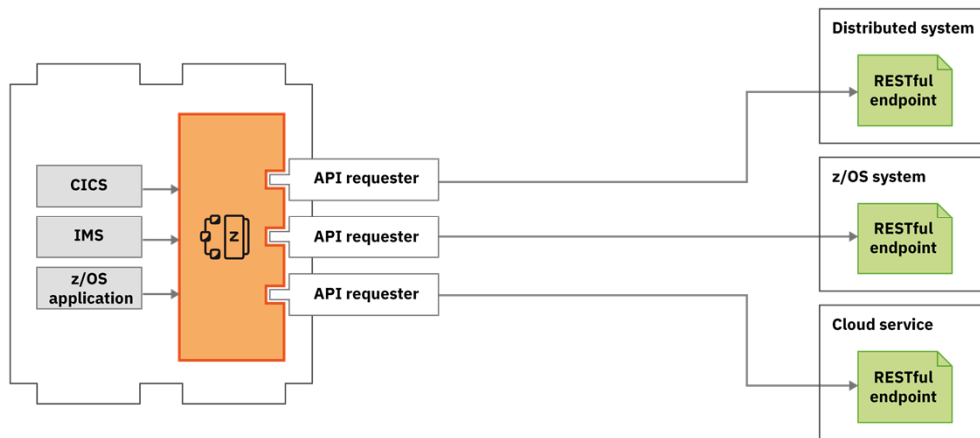 Distributed system
RESTful
endpoint
CICS
API requester
z/OS system
IMS
Z
API requester
RESTful
endpoint
z/OS
application
API requester
Cloud service
RESTful
endpoint